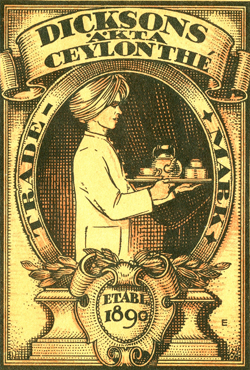 DICKSONS
ÄKTA
CEYLONTHÉ
TRADE-
MARK
ETABL.
1890
E